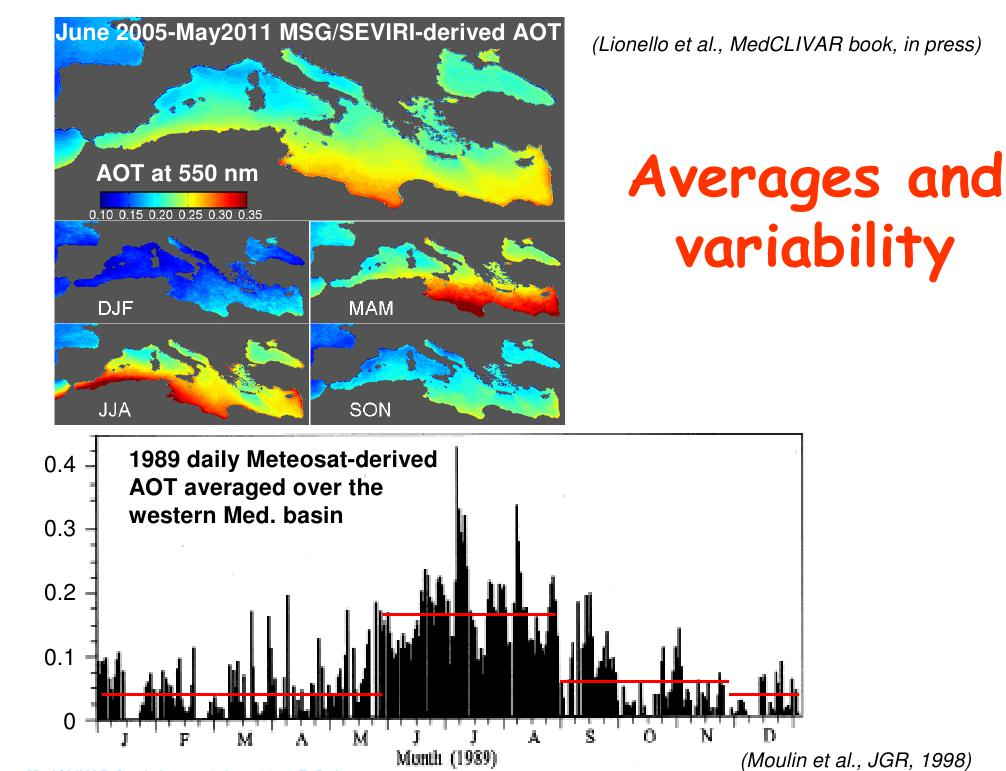 June 2005-May2011 MSG/SEVIRI-derived AOT
(Lionello et al., MedCLIVAR book, in press)
Averages and
variability
AOT at 550 nm
0.10 0.15 0.20 0.25 0.30 0.35
DJF
MAM
JJA
SON
1989 daily Meteosat-derived
AOT averaged over the
western Med. basin
0.4
0.3
0.2
0.1
0
J F M A M J J A S O N D
Month (1989)
(Moulin et al., JGR, 1998)